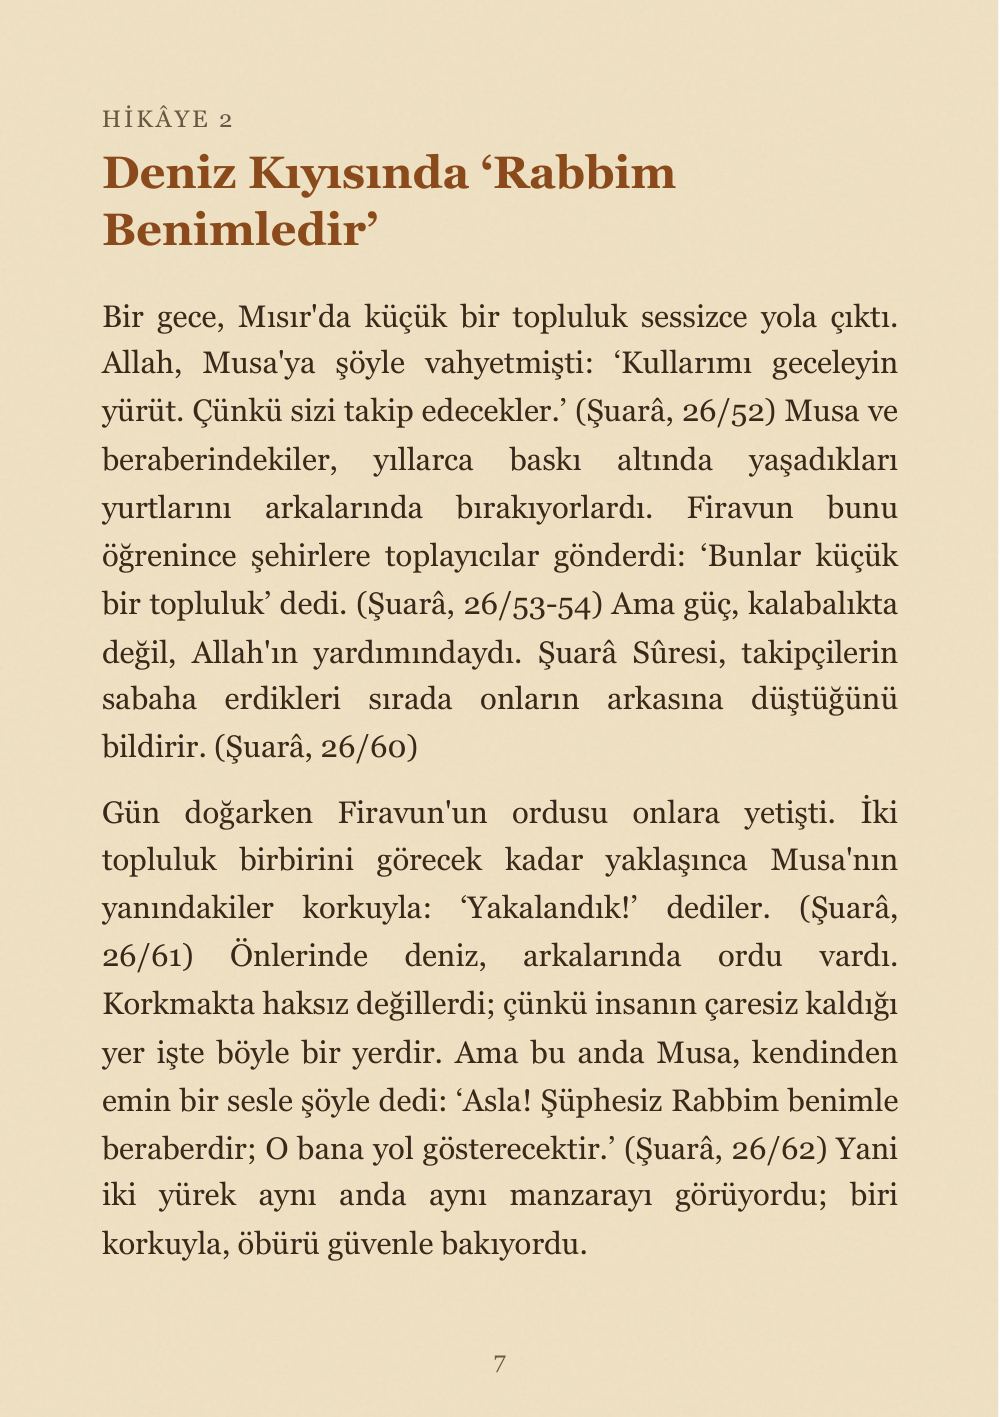 HİKÂYE 2
Deniz Kıyısında ‘Rabbim
Benimledir’
Bir gece, Mısır'da küçük bir topluluk sessizce yola çıktı.
Allah, Musa'ya şöyle vahyetmişti: ‘Kullarımı geceleyin
yürüt. Çünkü sizi takip edecekler.’ (Şuarâ, 26/52) Musa ve
beraberindekiler, yıllarca baskı altında yaşadıkları
yurtlarını arkalarında bırakıyorlardı. Firavun bunu
öğrenince şehirlere toplayıcılar gönderdi: ‘Bunlar küçük
bir topluluk’ dedi. (Şuarâ, 26/53-54) Ama güç, kalabalıkta
değil, Allah'ın yardımındaydı. Şuarâ Sûresi, takipçilerin
sabaha erdikleri sırada onların arkasına düştüğünü
bildirir. (Şuarâ, 26/60)
Gün doğarken Firavun'un ordusu onlara yetişti. İki
topluluk birbirini görecek kadar yaklaşınca Musa'nın
yanındakiler korkuyla: ‘Yakalandık!’ dediler. (Şuarâ,
26/61) Önlerinde deniz, arkalarında ordu vardı.
Korkmakta haksız değillerdi; çünkü insanın çaresiz kaldığı
yer işte böyle bir yerdir. Ama bu anda Musa, kendinden
emin bir sesle şöyle dedi: ‘Asla! Şüphesiz Rabbim benimle
beraberdir; O bana yol gösterecektir.’ (Şuarâ, 26/62) Yani
iki yürek aynı anda aynı manzarayı görüyordu; biri
korkuyla, öbürü güvenle bakıyordu.
7